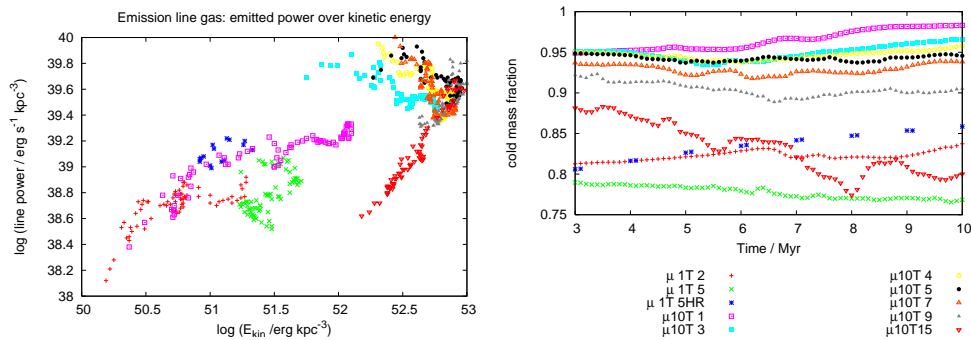 Emission line gas: emitted power over kinetic energy
log (line power / erg s⁻¹ kpc⁻³)
40
39.8
39.6
39.4
39.2
39
38.8
38.6
38.4
38.2
38
50
50.5
51
51.5
52
52.5
53
log (E_kin /erg kpc⁻³)
cold mass fraction
1
0.95
0.9
0.85
0.8
0.75
3
4
5
6
7
8
9
10
Time / Myr
μ 1T 2
μ 1T 5
μ 1T 5HR
μ10T 1
μ10T 3
μ10T 4
μ10T 5
μ10T 7
μ10T 9
μ10T15